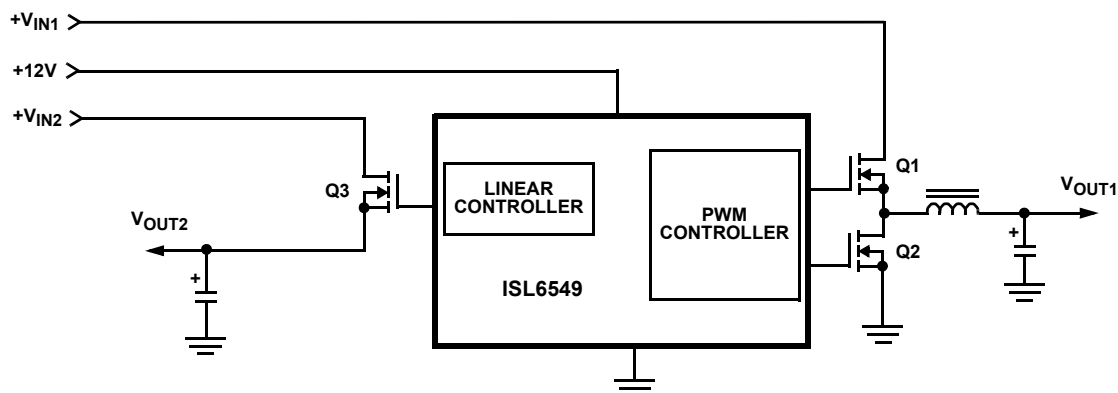 +VIN1
+12V
+VIN2
Q3
LINEAR
CONTROLLER
PWM
CONTROLLER
ISL6549
Q1
Q2
VOUT1
+
VOUT2
+